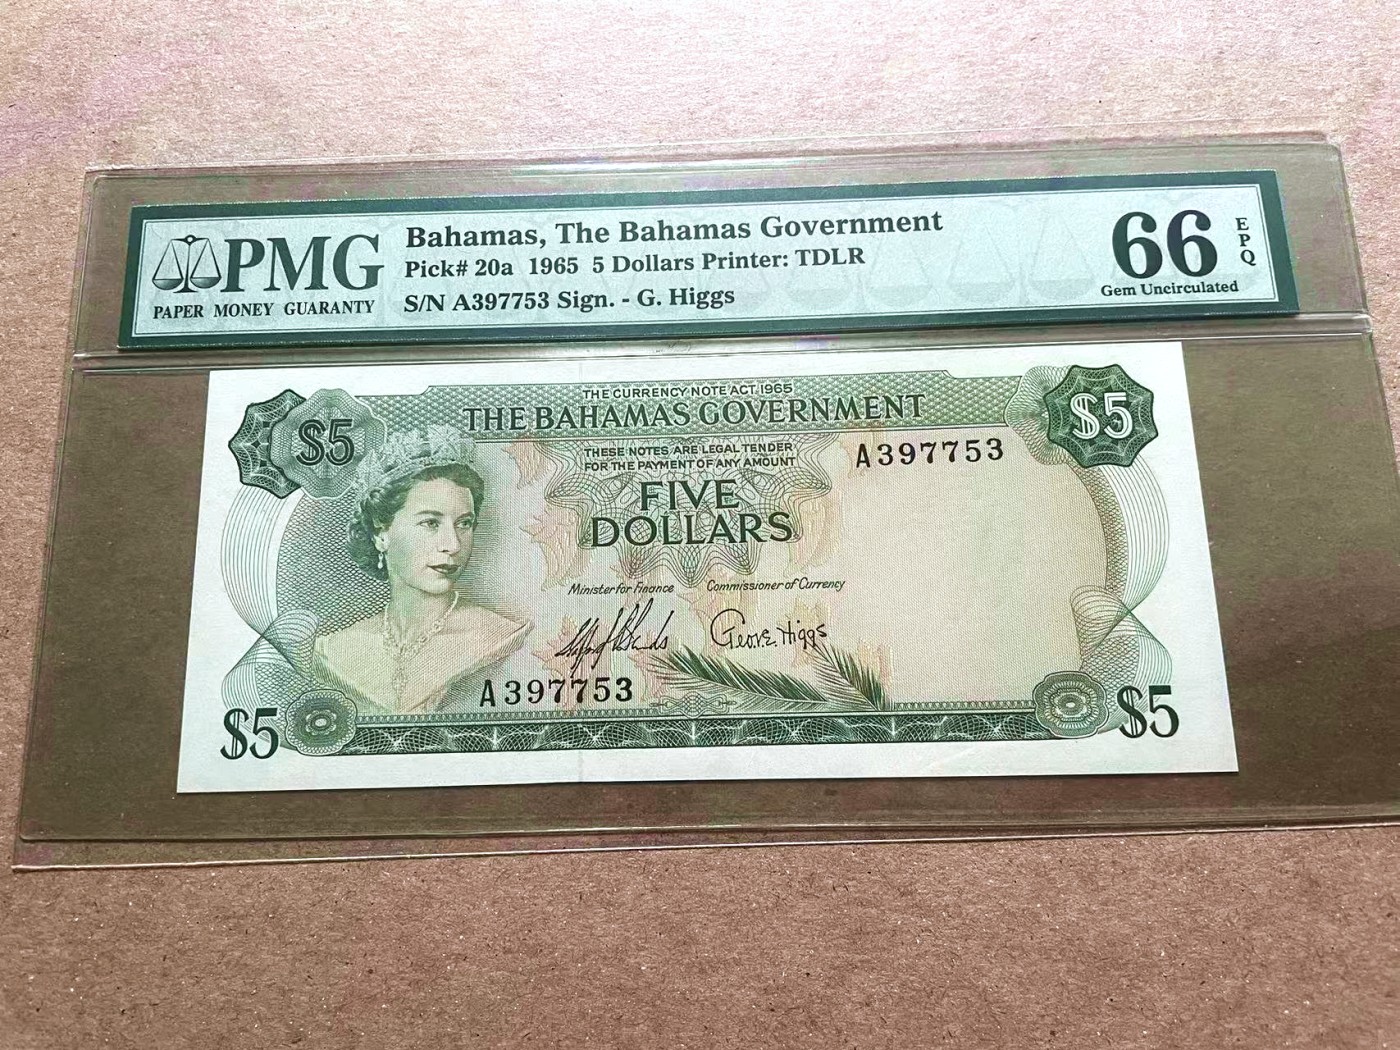 PMG
PAPER MONEY GUARANTY
Bahamas, The Bahamas Government
Pick# 20a 1965 5 Dollars Printer: TDLR
S/N A397753 Sign. - G. Higgs
66
EPQ
Gem Uncirculated
THE CURRENCY NOTE ACT 1965
THE BAHAMAS GOVERNMENT
$5
$5
THESE NOTES ARE LEGAL TENDER
FOR THE PAYMENT OF ANY AMOUNT
A397753
FIVE
DOLLARS
Minister for Finance
Commissioner of Currency
Geo. E. Higgs
A397753
$5
$5